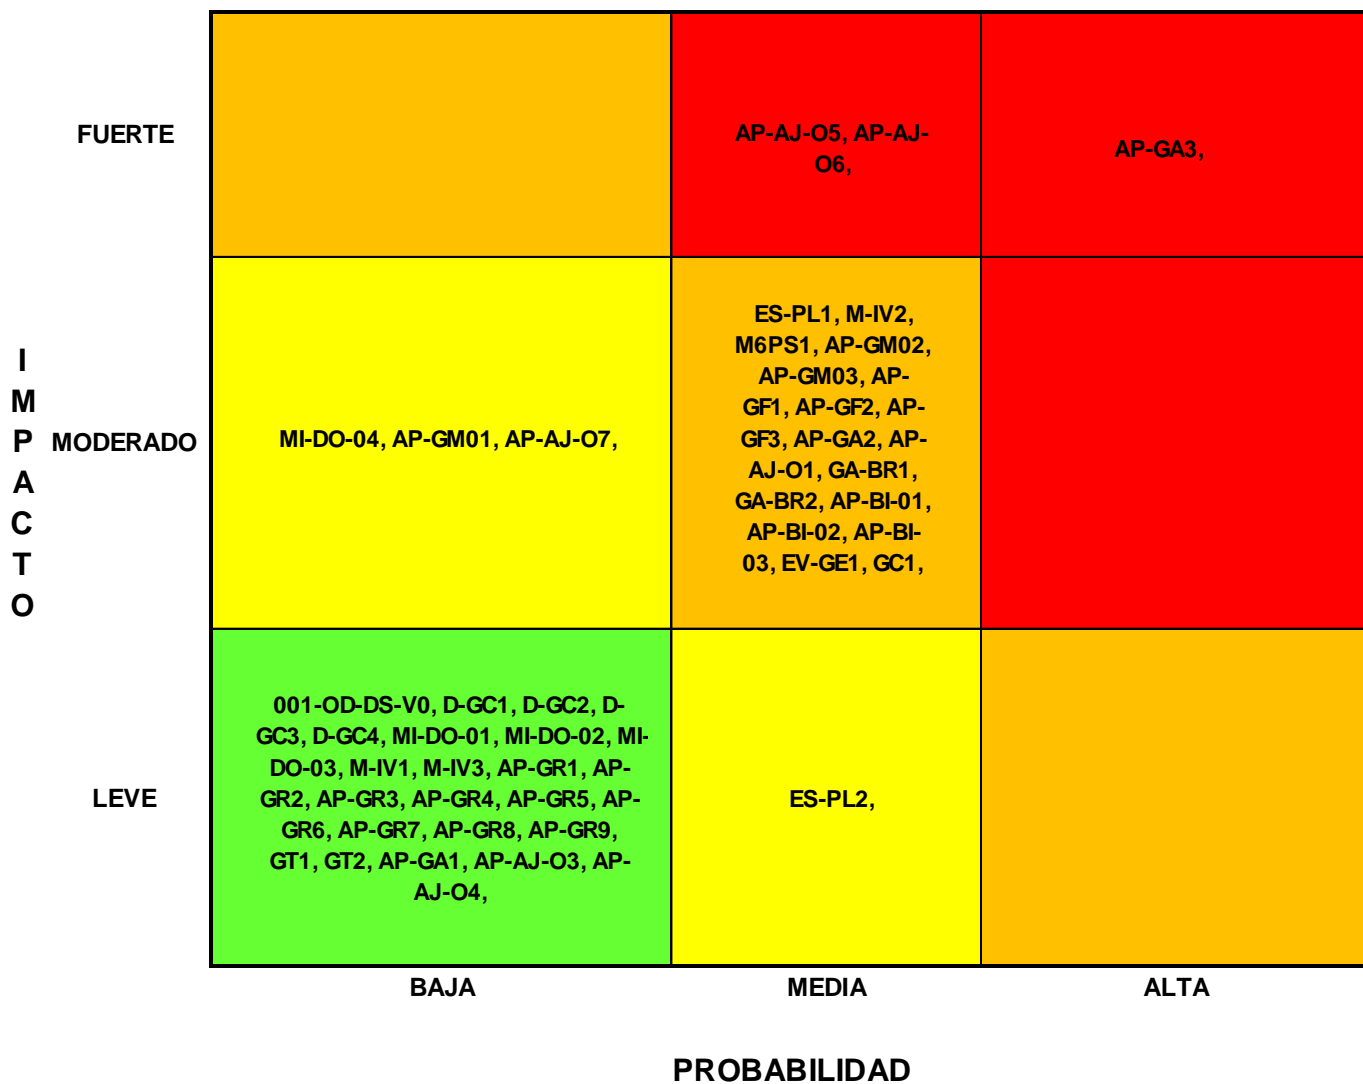 FUERTE
AP-AJ-O5, AP-AJ-
O6,
AP-GA3,
I
M
P
A
C
T
O
MODERADO
MI-DO-04, AP-GM01, AP-AJ-O7,
ES-PL1, M-IV2,
M6PS1, AP-GM02,
AP-GM03, AP-
GF1, AP-GF2, AP-
GF3, AP-GA2, AP-
AJ-O1, GA-BR1,
GA-BR2, AP-BI-01,
AP-BI-02, AP-BI-
03, EV-GE1, GC1,
LEVE
001-OD-DS-V0, D-GC1, D-GC2, D-
GC3, D-GC4, MI-DO-01, MI-DO-02, MI-
DO-03, M-IV1, M-IV3, AP-GR1, AP-
GR2, AP-GR3, AP-GR4, AP-GR5, AP-
GR6, AP-GR7, AP-GR8, AP-GR9,
GT1, GT2, AP-GA1, AP-AJ-O3, AP-
AJ-O4,
ES-PL2,
BAJA
MEDIA
ALTA
PROBABILIDAD